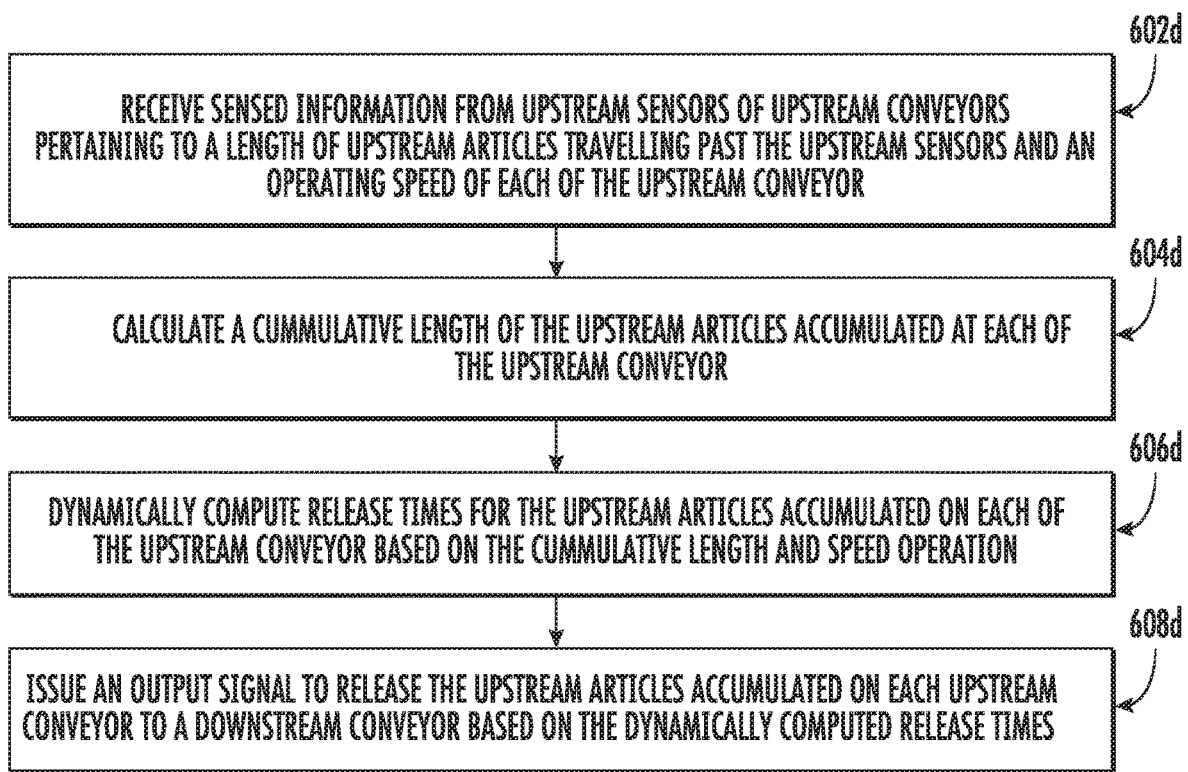 602d
RECEIVE SENSED INFORMATION FROM UPSTREAM SENSORS OF UPSTREAM CONVEYORS
PERTAINING TO A LENGTH OF UPSTREAM ARTICLES TRAVELLING PAST THE UPSTREAM SENSORS AND AN
OPERATING SPEED OF EACH OF THE UPSTREAM CONVEYOR
604d
CALCULATE A CUMMULATIVE LENGTH OF THE UPSTREAM ARTICLES ACCUMULATED AT EACH OF
THE UPSTREAM CONVEYOR
606d
DYNAMICALLY COMPUTE RELEASE TIMES FOR THE UPSTREAM ARTICLES ACCUMULATED ON EACH OF
THE UPSTREAM CONVEYOR BASED ON THE CUMMULATIVE LENGTH AND SPEED OPERATION
608d
ISSUE AN OUTPUT SIGNAL TO RELEASE THE UPSTREAM ARTICLES ACCUMULATED ON EACH UPSTREAM
CONVEYOR TO A DOWNSTREAM CONVEYOR BASED ON THE DYNAMICALLY COMPUTED RELEASE TIMES